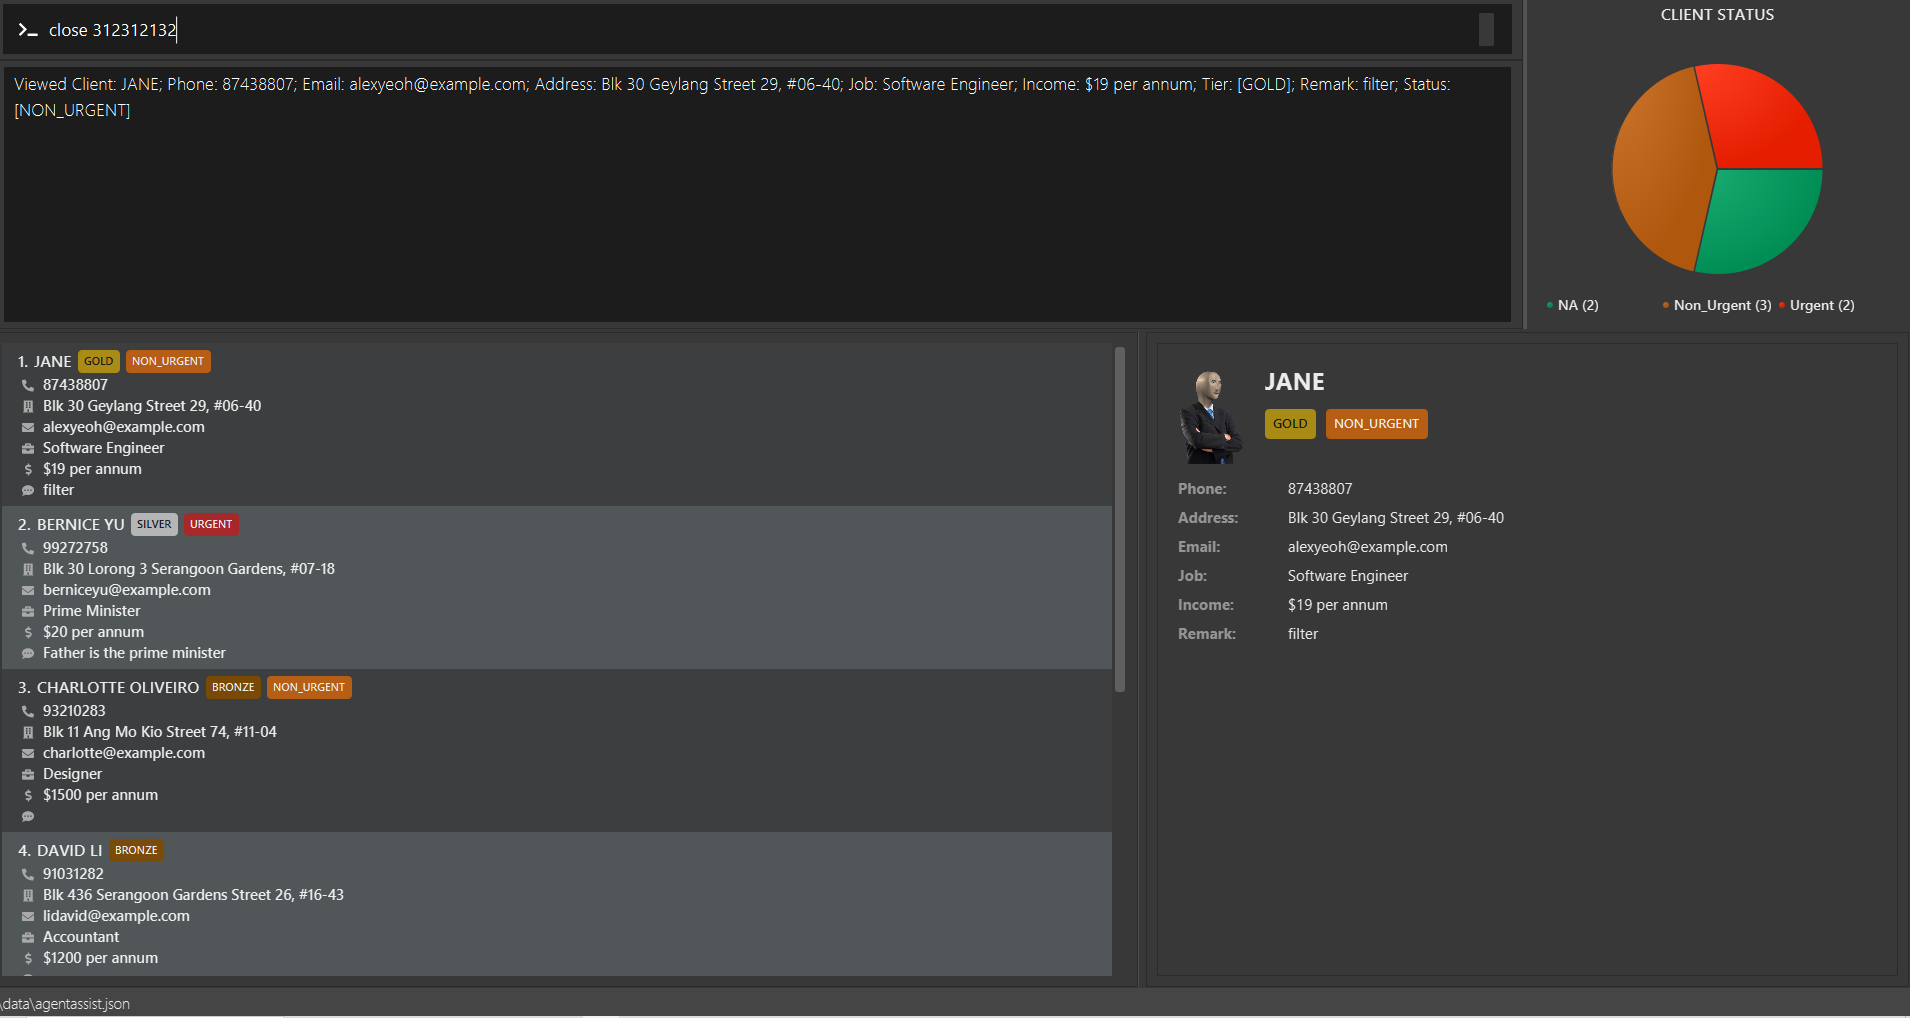 close 312312132
Viewed Client: JANE; Phone: 87438807; Email: alexyeoh@example.com; Address: Blk 30 Geylang Street 29, #06-40; Job: Software Engineer; Income: $19 per annum; Tier: [GOLD]; Remark: filter; Status:
[NON_URGENT]
CLIENT STATUS
NA (2) Non_Urgent (3) Urgent (2)
1. JANE GOLD NON_URGENT
87438807
Blk 30 Geylang Street 29, #06-40
alexyeoh@example.com
Software Engineer
$ $19 per annum
filter
2. BERNICE YU SILVER URGENT
99272758
Blk 30 Lorong 3 Serangoon Gardens, #07-18
berniceyu@example.com
Prime Minister
$ $20 per annum
Father is the prime minister
3. CHARLOTTE OLIVEIRO BRONZE NON_URGENT
93210283
Blk 11 Ang Mo Kio Street 74, #11-04
charlotte@example.com
Designer
$ $1500 per annum
4. DAVID LI BRONZE
91031282
Blk 436 Serangoon Gardens Street 26, #16-43
lidavid@example.com
Accountant
$ $1200 per annum
JANE
GOLD NON_URGENT
Phone: 87438807
Address: Blk 30 Geylang Street 29, #06-40
Email: alexyeoh@example.com
Job: Software Engineer
Income: $19 per annum
Remark: filter
\data\agentassist.json